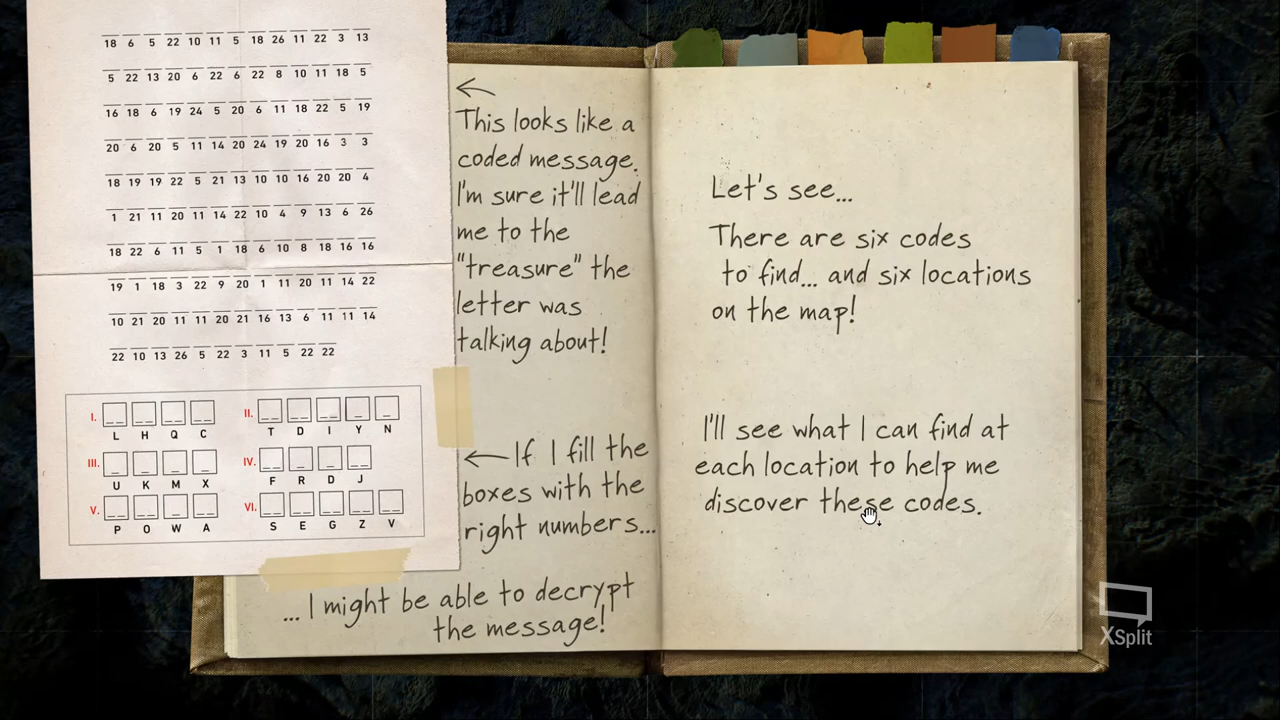 18 6 5 22 10 11 5 18 26 11 22 3 13
5 22 13 20 6 22 6 22 8 10 11 18 5
16 18 6 19 24 5 20 6 11 18 22 5 19
20 6 20 5 11 14 20 24 19 20 16 3 3
18 19 19 22 5 21 13 10 10 16 20 20 4
1 21 11 20 11 14 22 10 4 9 13 6 26
18 22 6 11 5 1 18 6 10 8 18 16 16
19 1 18 3 22 9 20 1 11 20 11 14 22
10 21 20 11 11 20 21 16 13 6 11 11 14
22 10 13 26 5 22 3 11 5 22 22
I. L H Q C
II. T D I Y N
III. U K M X
IV. F R D J
V. P O W A
VI. S E G Z V
This looks like a
coded message.
I'm sure it'll lead
me to the
"treasure" the
letter was
talking about!
If I fill the
boxes with the
right numbers...
... I might be able to decrypt
the message!
Let's see...
There are six codes
to find... and six locations
on the map!
I'll see what I can find at
each location to help me
discover these codes.
XSplit